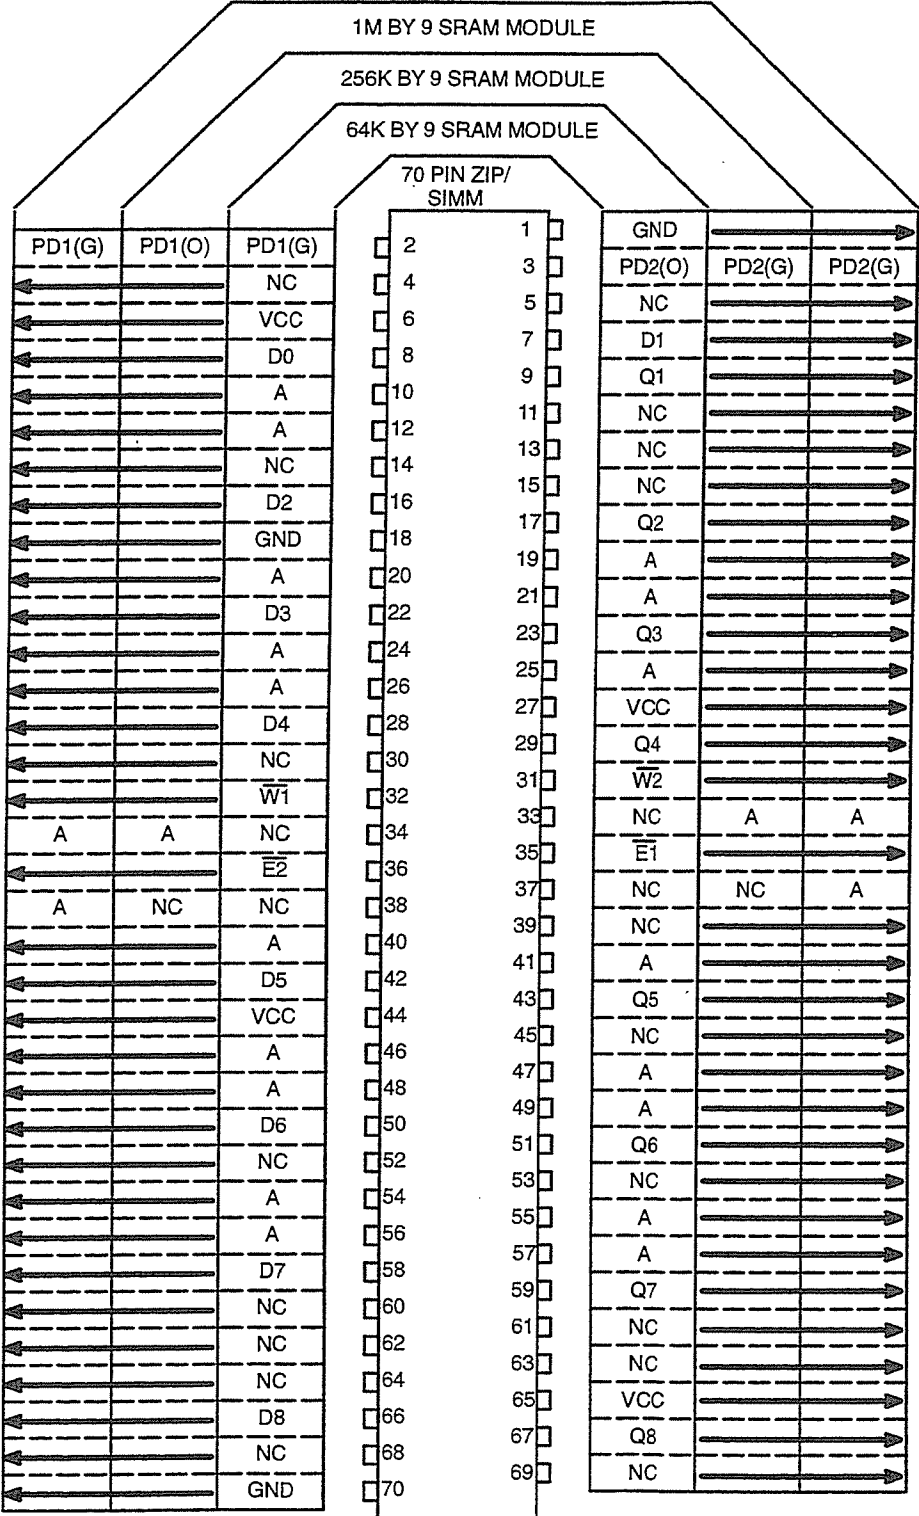 1M BY 9 SRAM MODULE
256K BY 9 SRAM MODULE
64K BY 9 SRAM MODULE
70 PIN ZIP/
SIMM
1 GND
PD1(G) PD1(O) PD1(G) 2
3 PD2(O) PD2(G) PD2(G)
NC 4
5 NC
VCC 6
7 D1
D0 8
9 Q1
A 10
11 NC
A 12
13 NC
NC 14
15 NC
D2 16
17 Q2
GND 18
19 A
A 20
21 A
D3 22
23 Q3
A 24
25 A
A 26
27 VCC
D4 28
29 Q4
NC 30
31 W̅2̅
W̅1̅ 32
33 NC A A
A A NC 34
35 E̅1̅
E̅2̅ 36
37 NC NC A
A NC NC 38
39 NC
A 40
41 A
D5 42
43 Q5
VCC 44
45 NC
A 46
47 A
A 48
49 A
D6 50
51 Q6
NC 52
53 NC
A 54
55 A
A 56
57 A
D7 58
59 Q7
NC 60
61 NC
NC 62
63 NC
NC 64
65 VCC
D8 66
67 Q8
NC 68
69 NC
GND 70